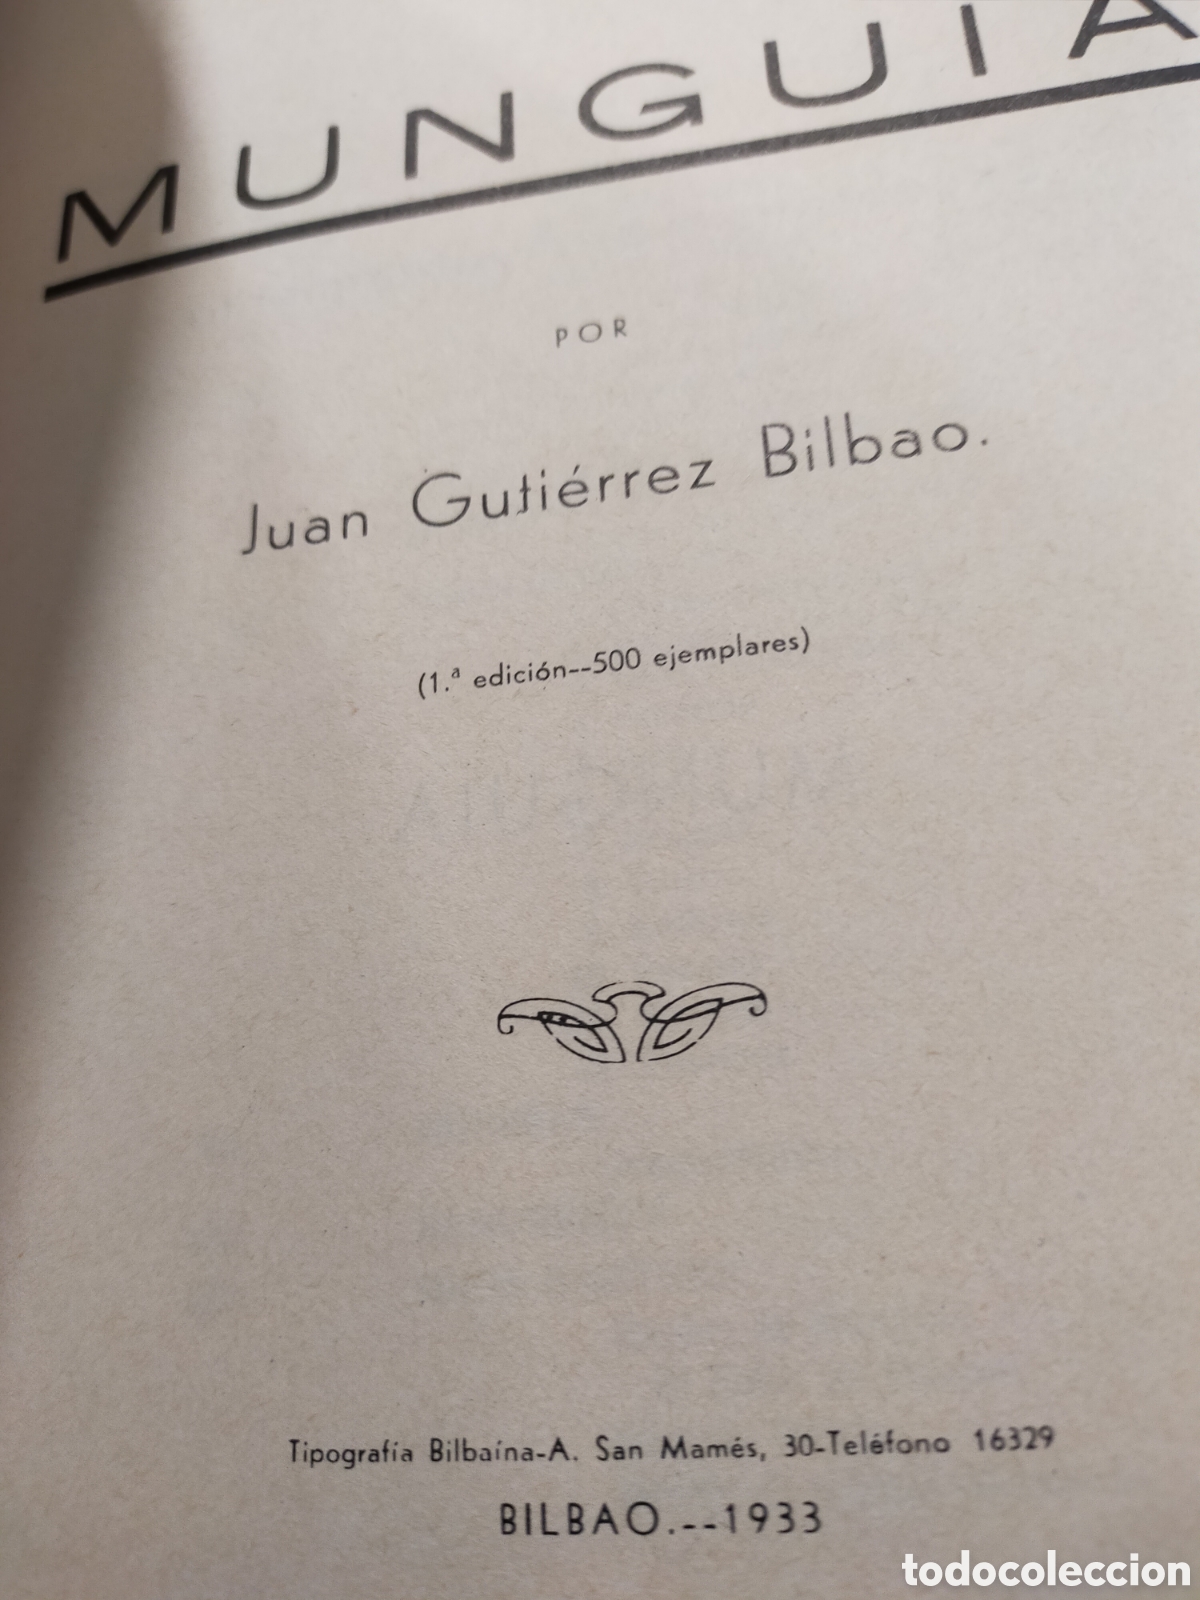 MUNGUIA
POR
Juan Gutiérrez Bilbao.
(1.ª edición--500 ejemplares)
Tipografía Bilbaína-A. San Mamés, 30-Teléfono 16329
BILBAO.--1933
todocoleccion